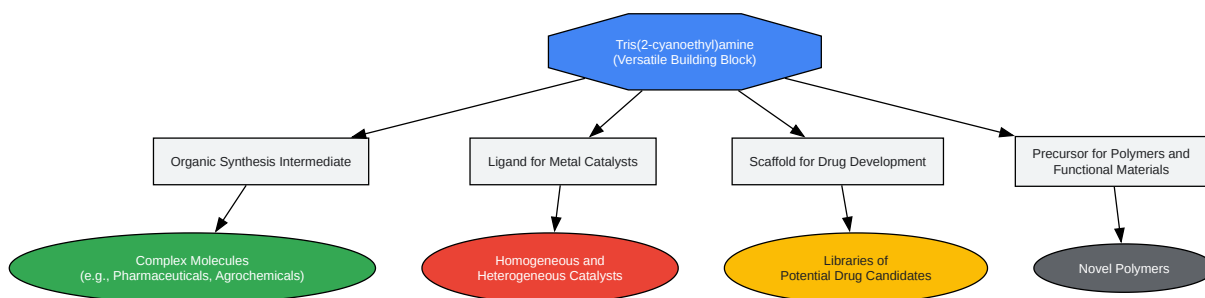 Tris(2-cyanoethyl)amine
(Versatile Building Block)
Organic Synthesis Intermediate
Ligand for Metal Catalysts
Scaffold for Drug Development
Precursor for Polymers and
Functional Materials
Complex Molecules
(e.g., Pharmaceuticals, Agrochemicals)
Homogeneous and
Heterogeneous Catalysts
Libraries of
Potential Drug Candidates
Novel Polymers